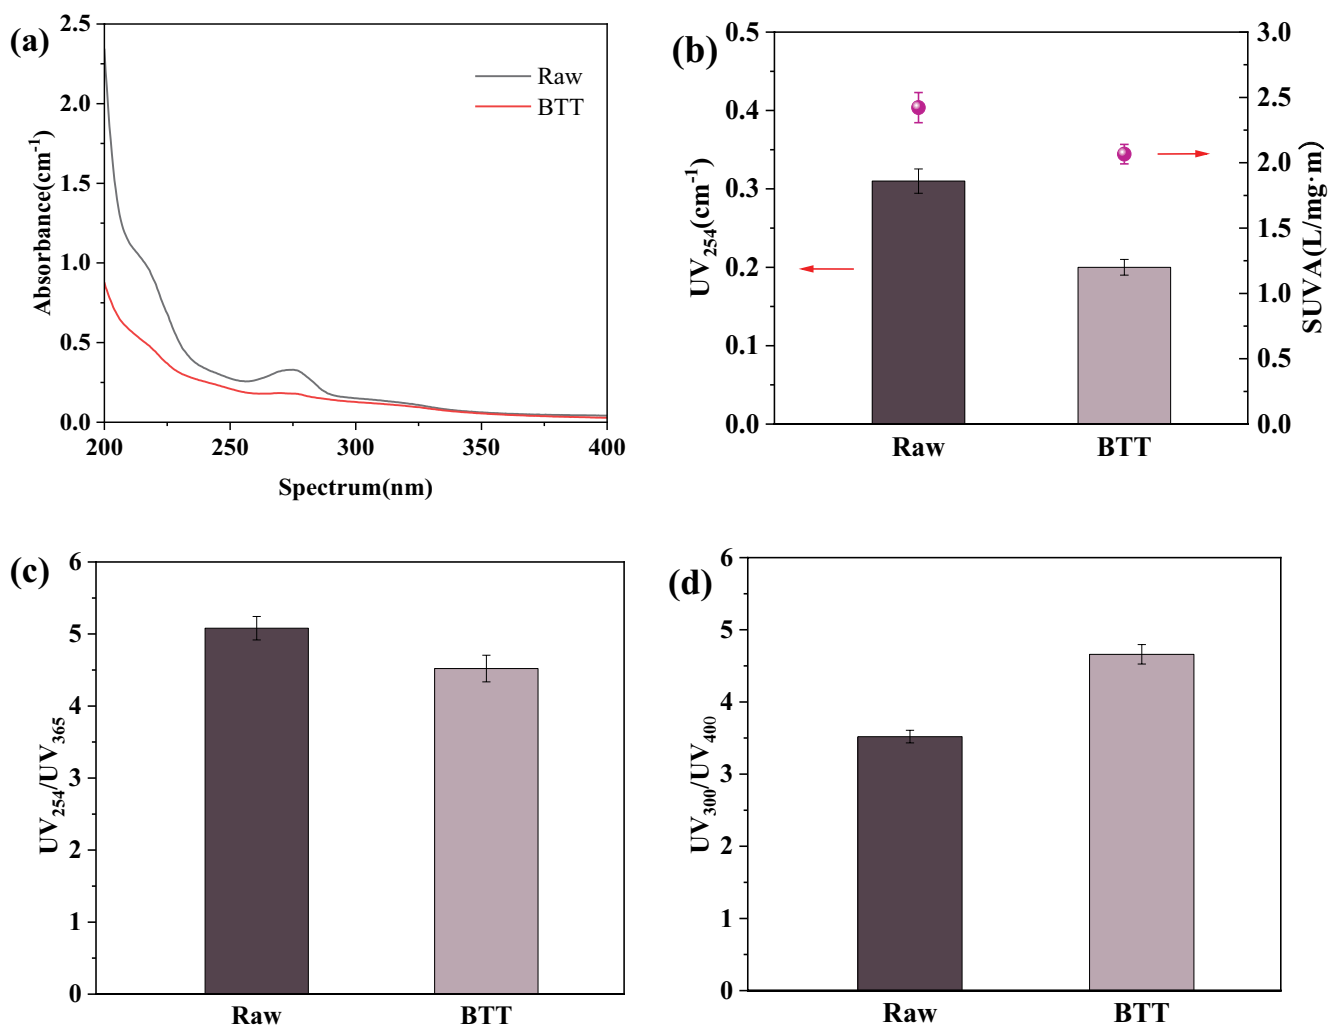 (a)
2.5
2.0
1.5
1.0
0.5
0.0
Absorbance(cm⁻¹)
200
250
300
350
400
Spectrum(nm)
Raw
BTT
(b)
0.5
0.4
0.3
0.2
0.1
0.0
UV₂₅₄(cm⁻¹)
3.0
2.5
2.0
1.5
1.0
0.5
0.0
SUVA(L/mg·m)
Raw
BTT
(c)
6
5
4
3
2
1
0
UV₂₅₄/UV₃₆₅
Raw
BTT
(d)
6
5
4
3
2
1
0
UV₃₀₀/UV₄₀₀
Raw
BTT